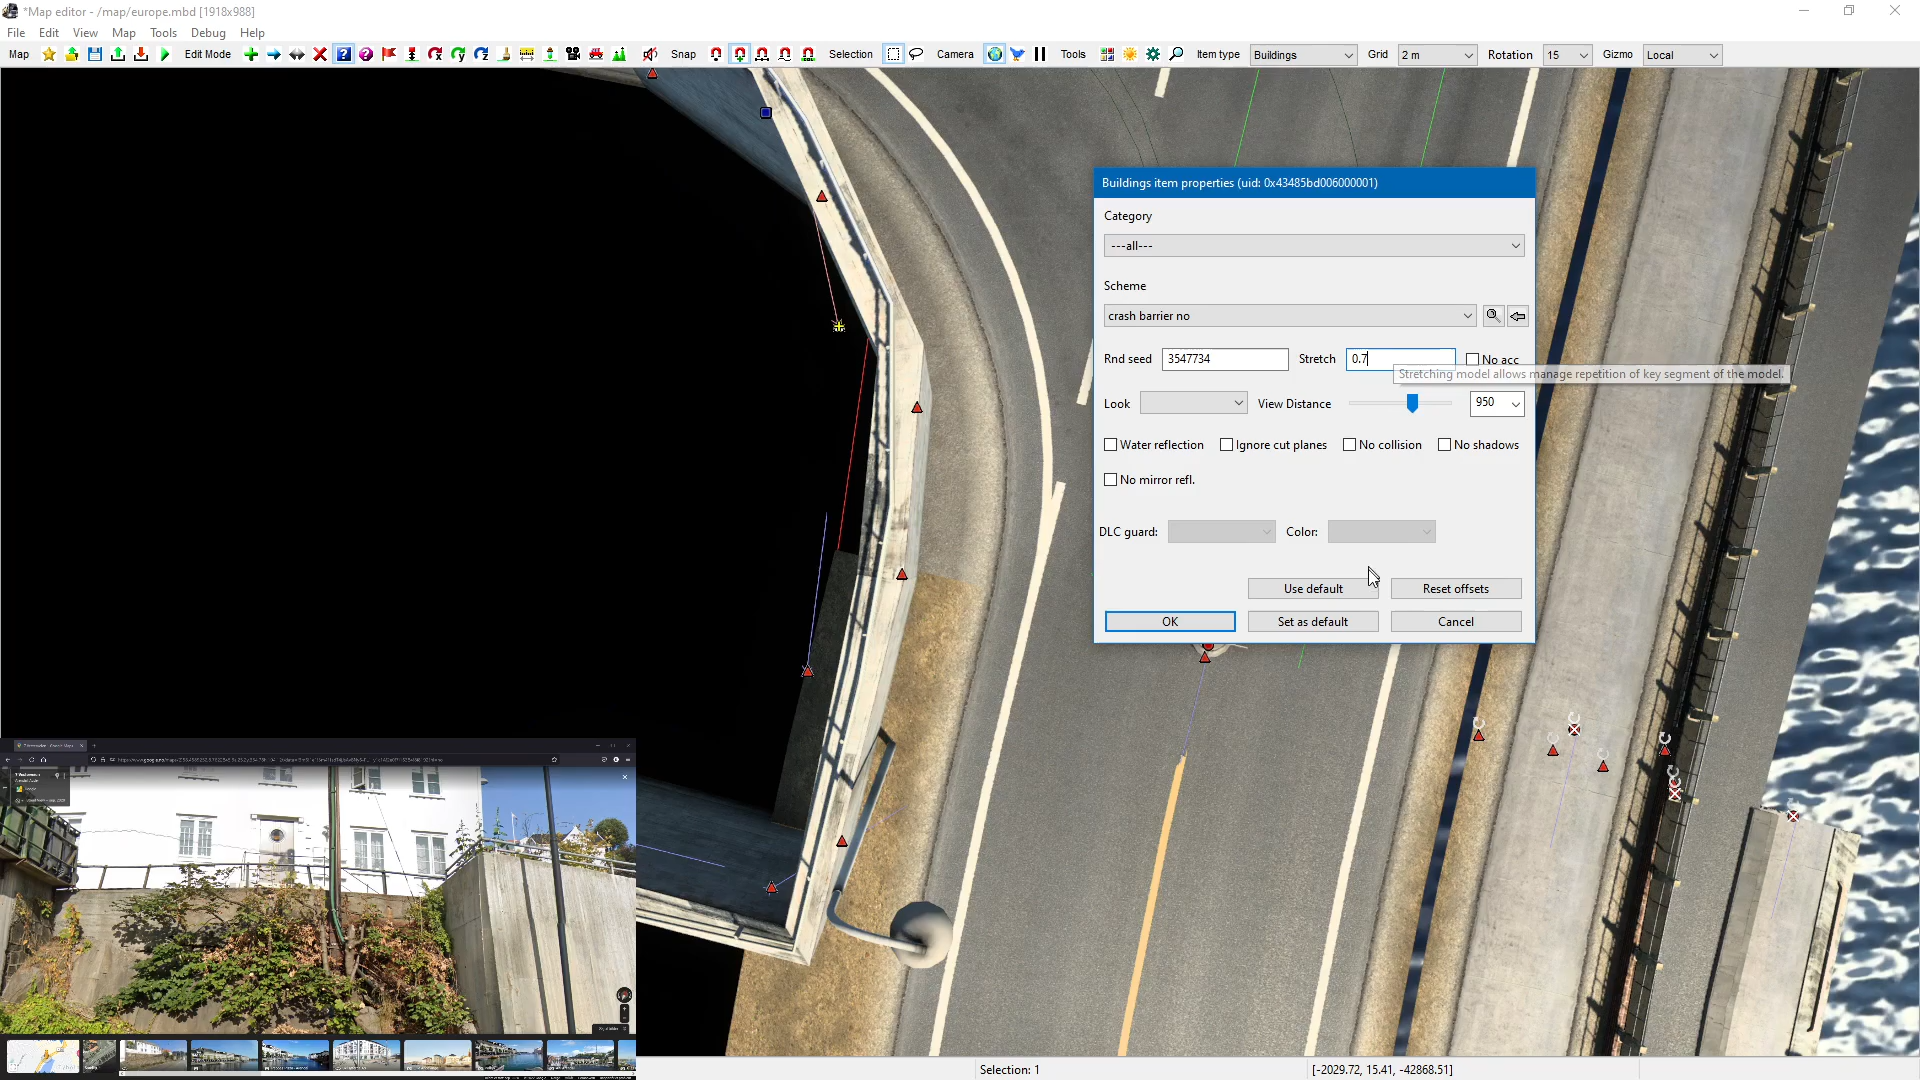 *Map editor - /map/europe.mbd [1918x988]
File Edit View Map Tools Debug Help
Map Edit Mode Snap Selection Camera Tools Item type Buildings Grid 2 m Rotation 15 Gizmo Local
Buildings item properties (uid: 0x43485bd006000001)
Category
---all---
Scheme
crash barrier no
Rnd seed 3547734 Stretch 0.7 No acc
Stretching model allows manage repetition of key segment of the model.
Look View Distance 950
Water reflection Ignore cut planes No collision No shadows
No mirror refl.
DLC guard: Color:
Use default Reset offsets
OK Set as default Cancel
Selection: 1 [-2029.72, 15.41, -42868.51]